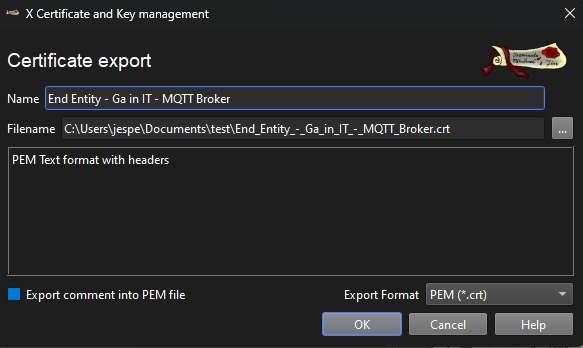 X Certificate and Key management
Certificate export
Name End Entity - Ga in IT - MQTT Broker
Filename C:\Users\jespe\Documents\test\End_Entity_-_Ga_in_IT_-_MQTT_Broker.crt ...
PEM Text format with headers
Export comment into PEM file Export Format PEM (*.crt)
OK Cancel Help